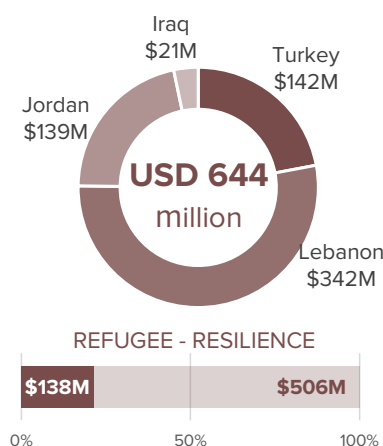 Iraq
$21M
Turkey
$142M
Jordan
$139M
USD 644
million
Lebanon
$342M
REFUGEE - RESILIENCE
$138M $506M
0% 50% 100%